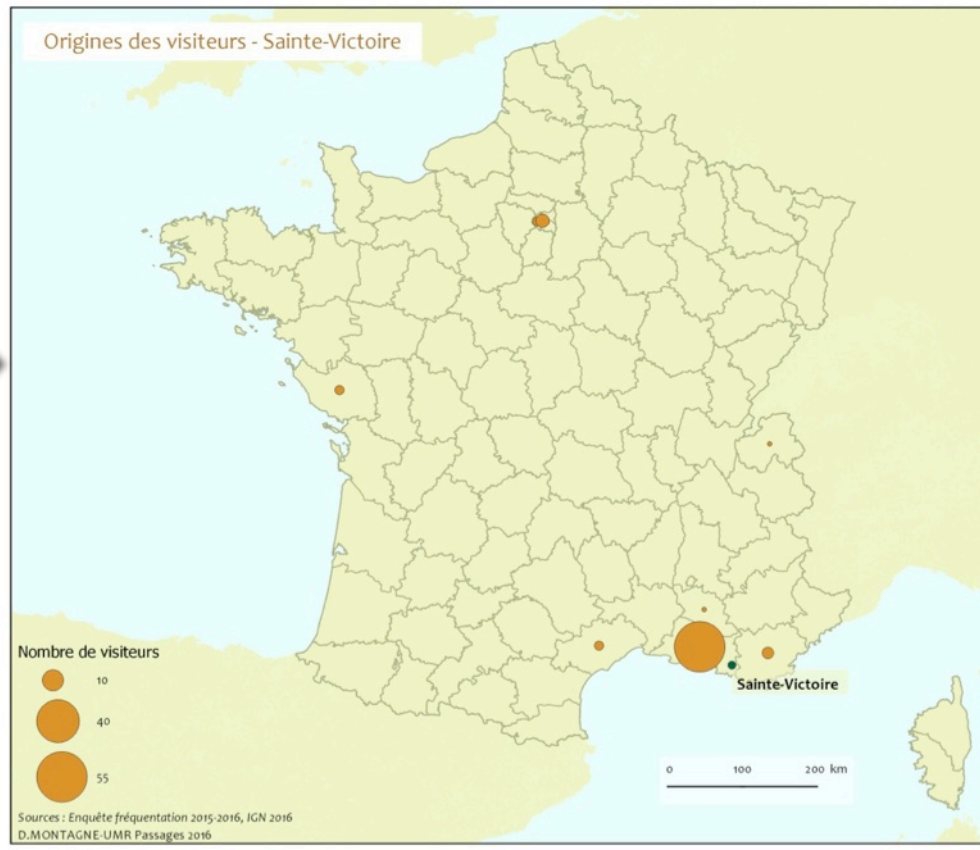 Origines des visiteurs - Sainte-Victoire
Nombre de visiteurs
10
40
55
Sainte-Victoire
0 100 200 km
Sources : Enquête fréquentation 2015-2016, IGN 2016
D.MONTAGNE-UMR Passages 2016